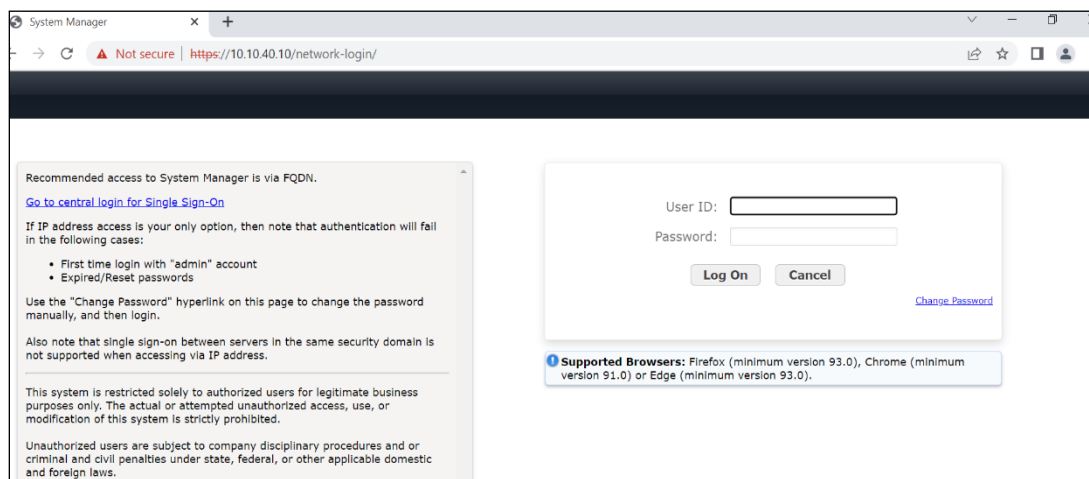 System Manager
Not secure | https://10.10.40.10/network-login/
Recommended access to System Manager is via FQDN.
Go to central login for Single Sign-On
If IP address access is your only option, then note that authentication will fail
in the following cases:
First time login with "admin" account
Expired/Reset passwords
Use the "Change Password" hyperlink on this page to change the password
manually, and then login.
Also note that single sign-on between servers in the same security domain is
not supported when accessing via IP address.
This system is restricted solely to authorized users for legitimate business
purposes only. The actual or attempted unauthorized access, use, or
modification of this system is strictly prohibited.
Unauthorized users are subject to company disciplinary procedures and or
criminal and civil penalties under state, federal, or other applicable domestic
and foreign laws.
User ID:
Password:
Log On Cancel
Change Password
Supported Browsers: Firefox (minimum version 93.0), Chrome (minimum
version 91.0) or Edge (minimum version 93.0).